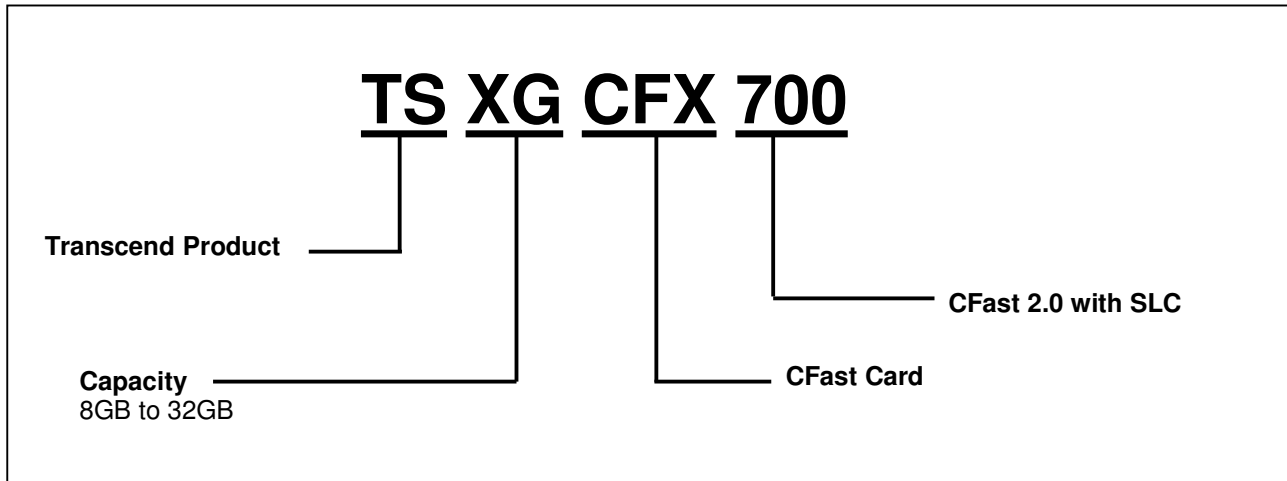 TS XG CFX 700
Transcend Product
CFast 2.0 with SLC
Capacity
8GB to 32GB
CFast Card